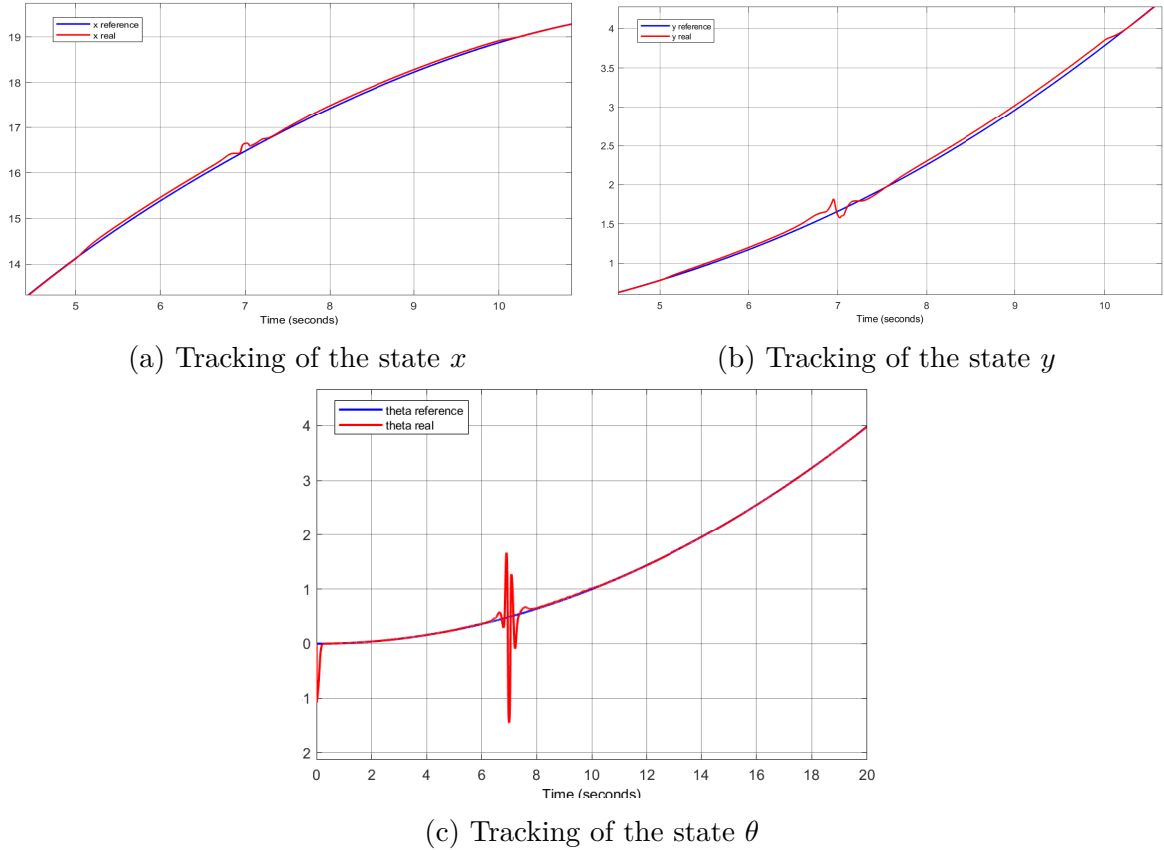 x reference
x real
19
18
17
16
15
14
5 6 7 8 9 10
Time (seconds)
(a) Tracking of the state x
y reference
y real
4
3.5
3
2.5
2
1.5
1
5 6 7 8 9 10
Time (seconds)
(b) Tracking of the state y
theta reference
theta real
4
3
2
1
0
1
2
0 2 4 6 8 10 12 14 16 18 20
Time (seconds)
(c) Tracking of the state θ